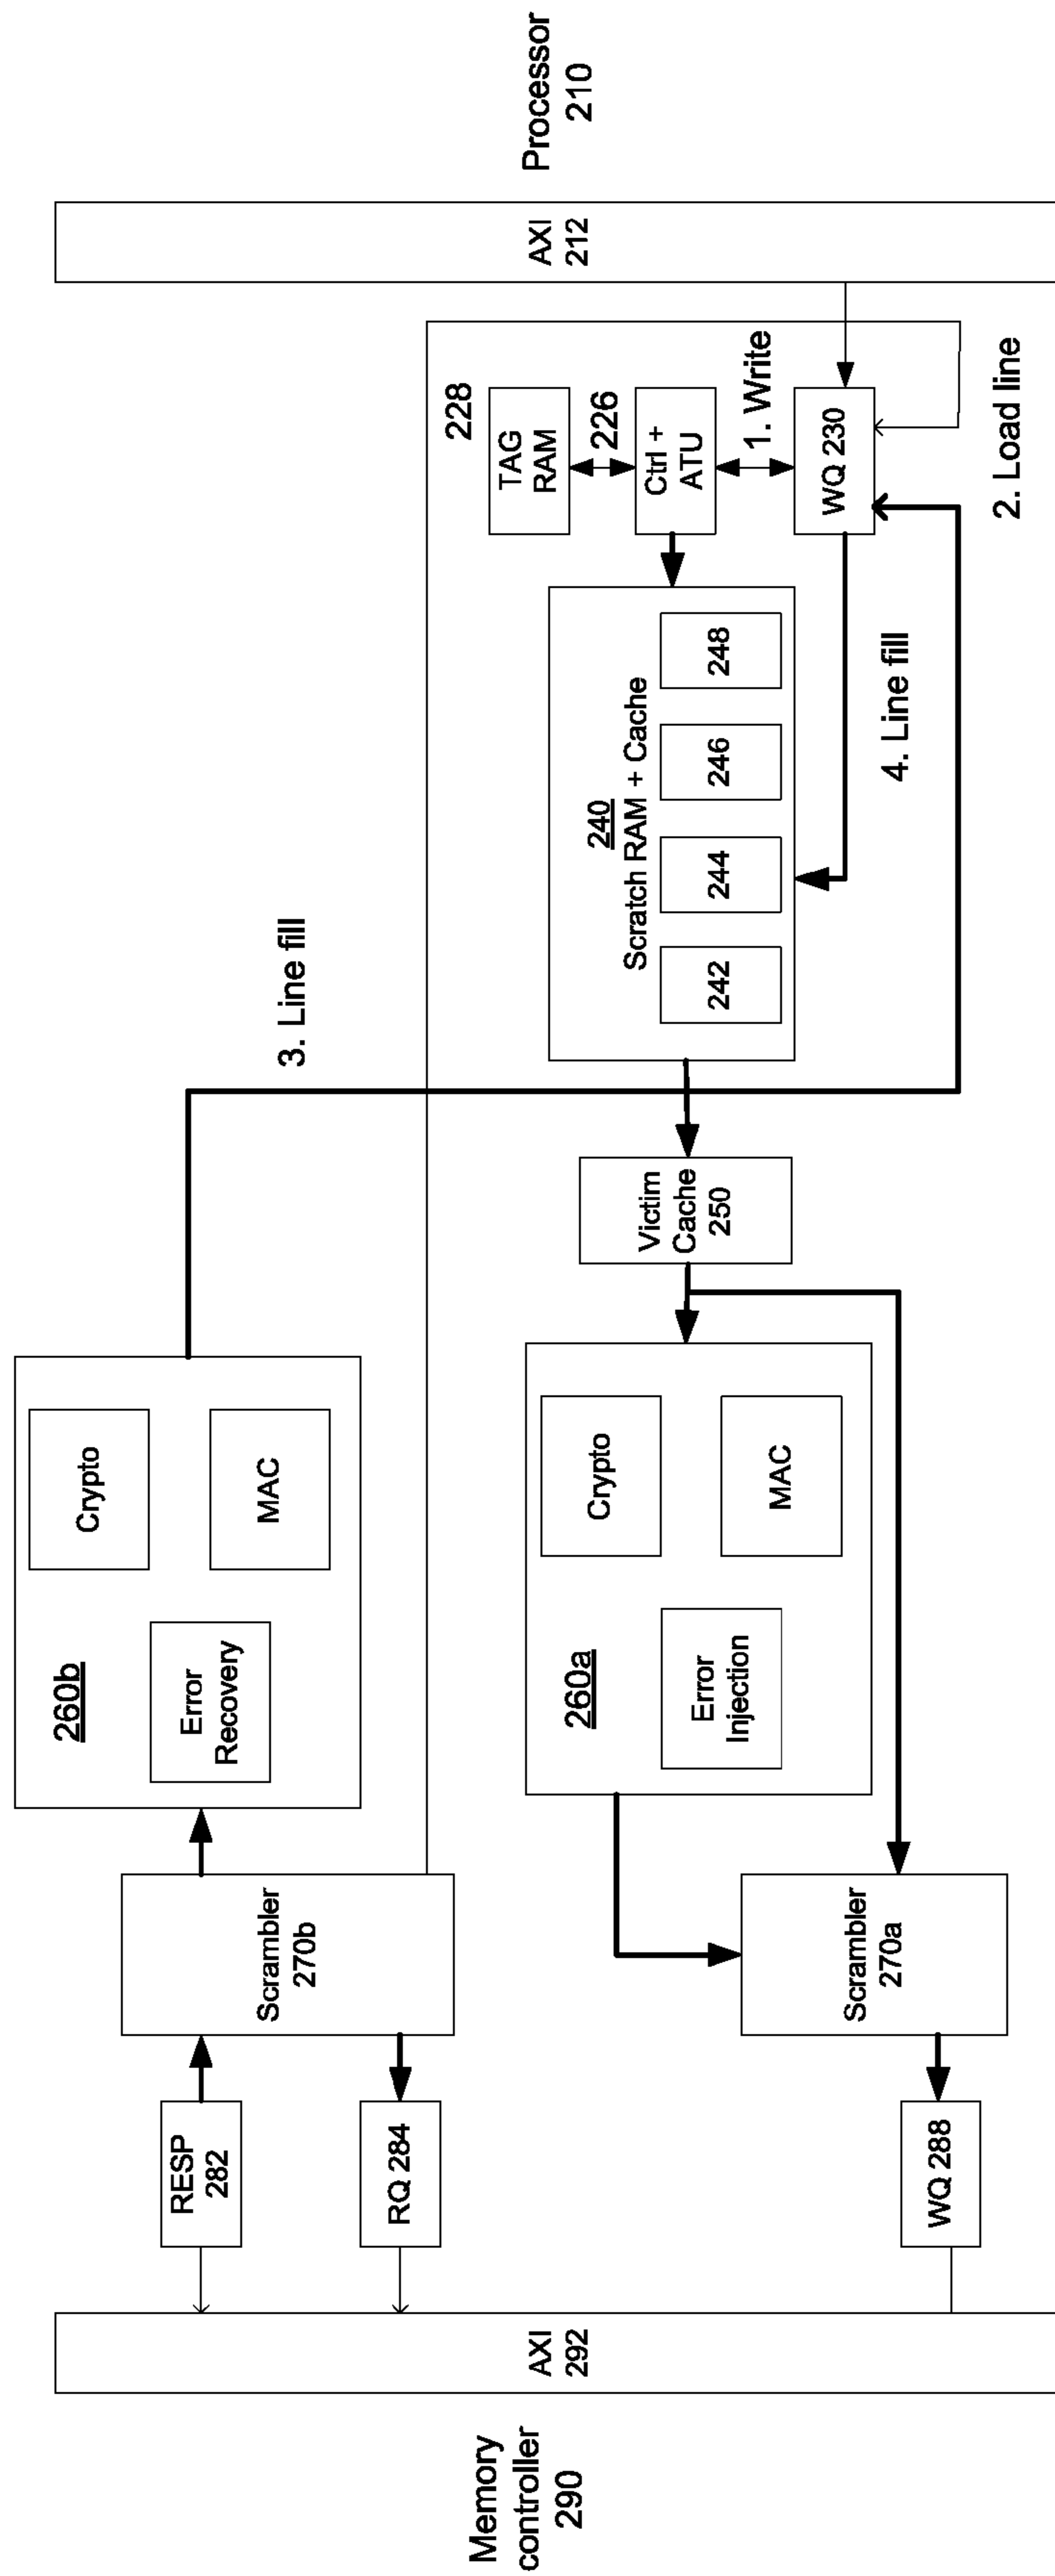 Memory
controller
290
AXI
292
RESP
282
RQ 284
WQ 288
Scrambler
270b
Scrambler
270a
260b
Error
Recovery
Crypto
MAC
260a
Error
Injection
Crypto
MAC
3. Line fill
Victim
Cache
250
240
Scratch RAM + Cache
242
244
246
248
4. Line fill
TAG
RAM
228
226
Ctrl +
ATU
1. Write
WQ 230
2. Load line
AXI
212
Processor
210